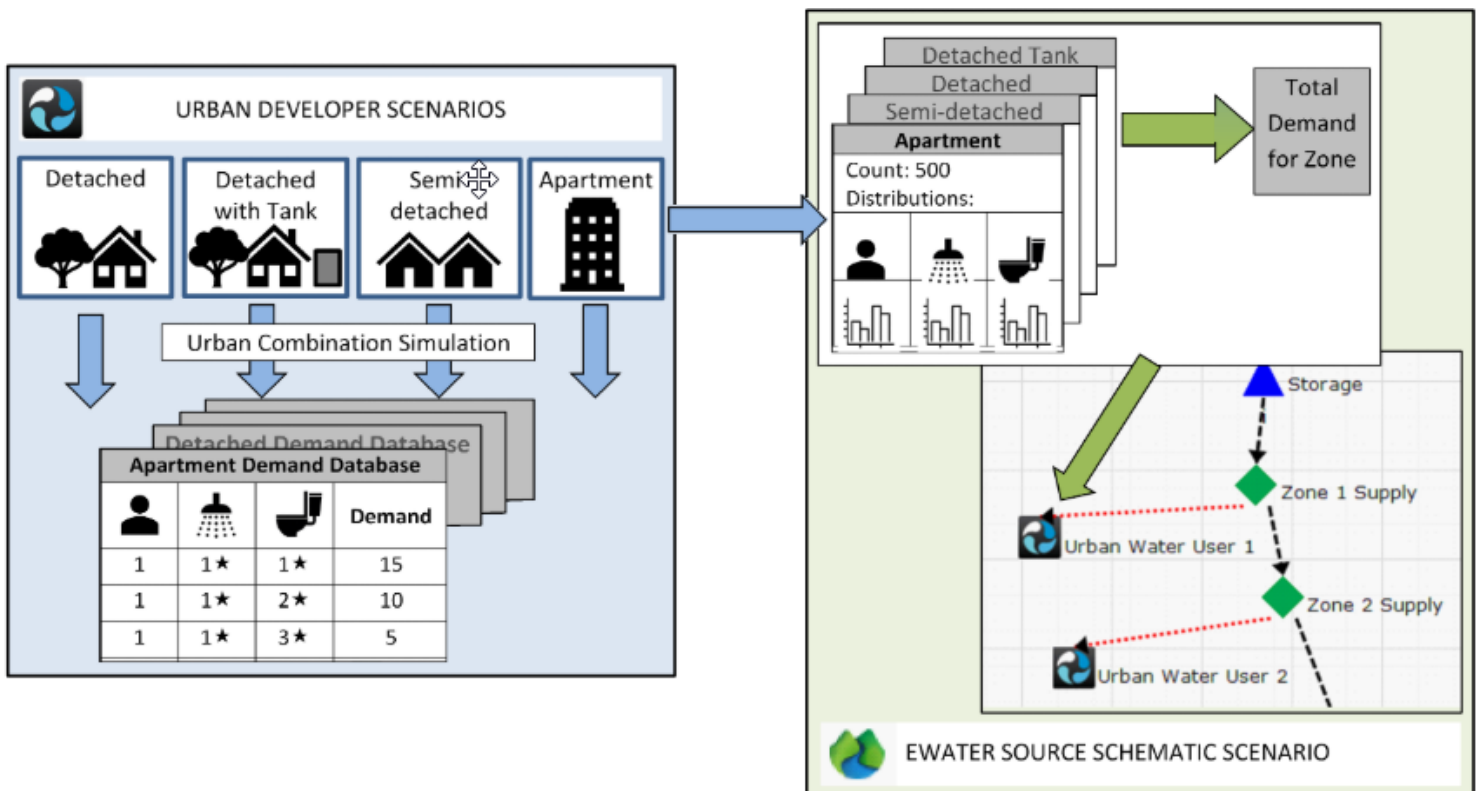 URBAN DEVELOPER SCENARIOS
Detached
Detached
with Tank
Semi
detached
Apartment
Urban Combination Simulation
Detached Demand Database
Apartment Demand Database
Demand
1 1★ 1★ 15
1 1★ 2★ 10
1 1★ 3★ 5
Detached Tank
Detached
Semi-detached
Apartment
Count: 500
Distributions:
Total
Demand
for Zone
Storage
Zone 1 Supply
Urban Water User 1
Zone 2 Supply
Urban Water User 2
EWATER SOURCE SCHEMATIC SCENARIO